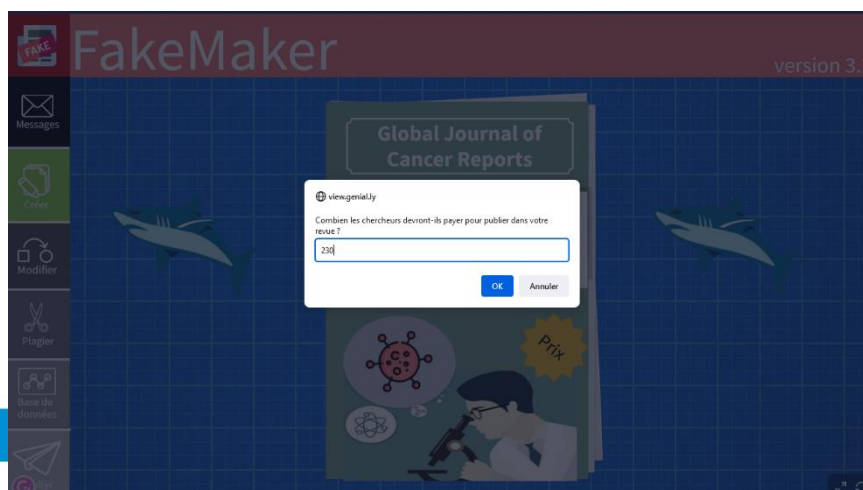 FAKE
FakeMaker
version 3.
Messages
Créer
Modifier
Plagier
Base de
données
Global Journal of
Cancer Reports
view.genial.ly
Combien les chercheurs devront-ils payer pour publier dans votre
revue ?
230
OK
Annuler
Prix